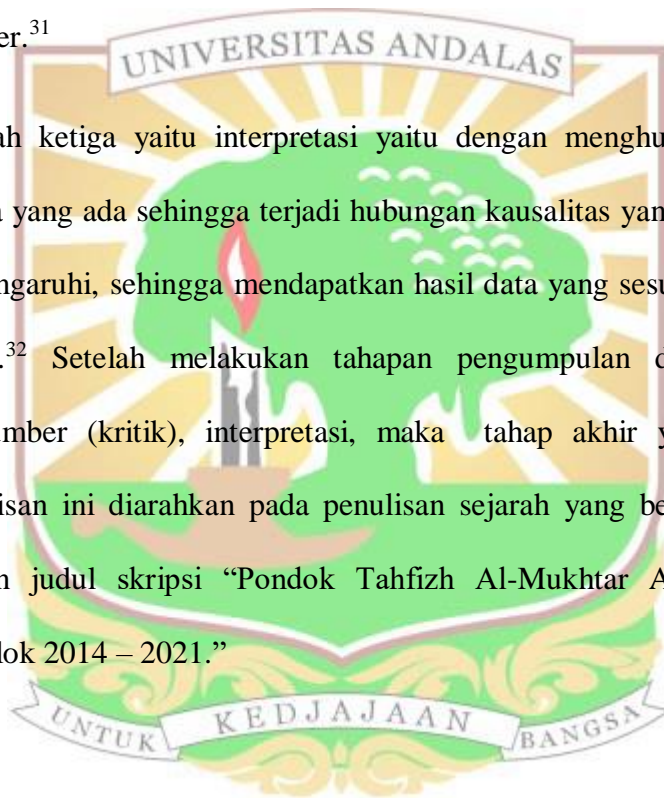 er.31
UNIVERSITAS ANDALAS
ah ketiga yaitu interpretasi yaitu dengan menghu
a yang ada sehingga terjadi hubungan kausalitas yan
ngaruhi, sehingga mendapatkan hasil data yang sesu
.32 Setelah melakukan tahapan pengumpulan d
umber (kritik), interpretasi, maka tahap akhir y
isan ini diarahkan pada penulisan sejarah yang be
n judul skripsi “Pondok Tahfizh Al-Mukhtar A
lok 2014 – 2021.”
UNTUK KEDJAJAAN BANGSA